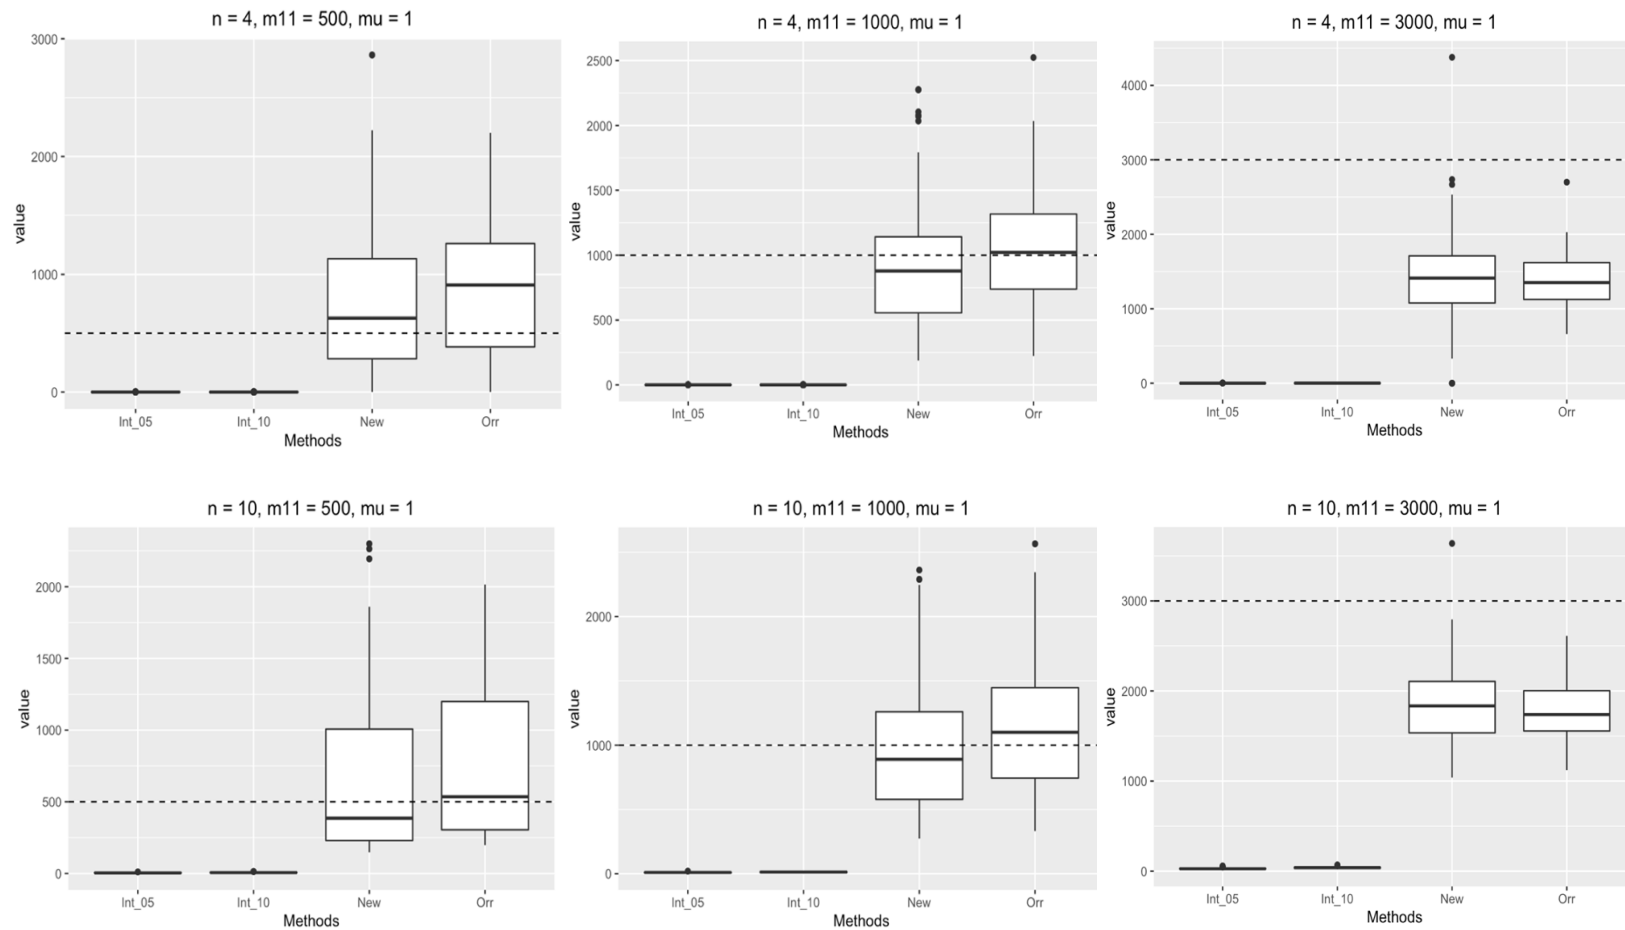 n = 4, m11 = 500, mu = 1
3000
2000
1000
0
value
Int_05 Int_10 New Orr
Methods
n = 4, m11 = 1000, mu = 1
2500
2000
1500
1000
500
0
value
Int_05 Int_10 New Orr
Methods
n = 4, m11 = 3000, mu = 1
4000
3000
2000
1000
0
value
Int_05 Int_10 New Orr
Methods
n = 10, m11 = 500, mu = 1
2000
1500
1000
500
0
value
Int_05 Int_10 New Orr
Methods
n = 10, m11 = 1000, mu = 1
2000
1000
0
value
Int_05 Int_10 New Orr
Methods
n = 10, m11 = 3000, mu = 1
3000
2000
1000
0
value
Int_05 Int_10 New Orr
Methods